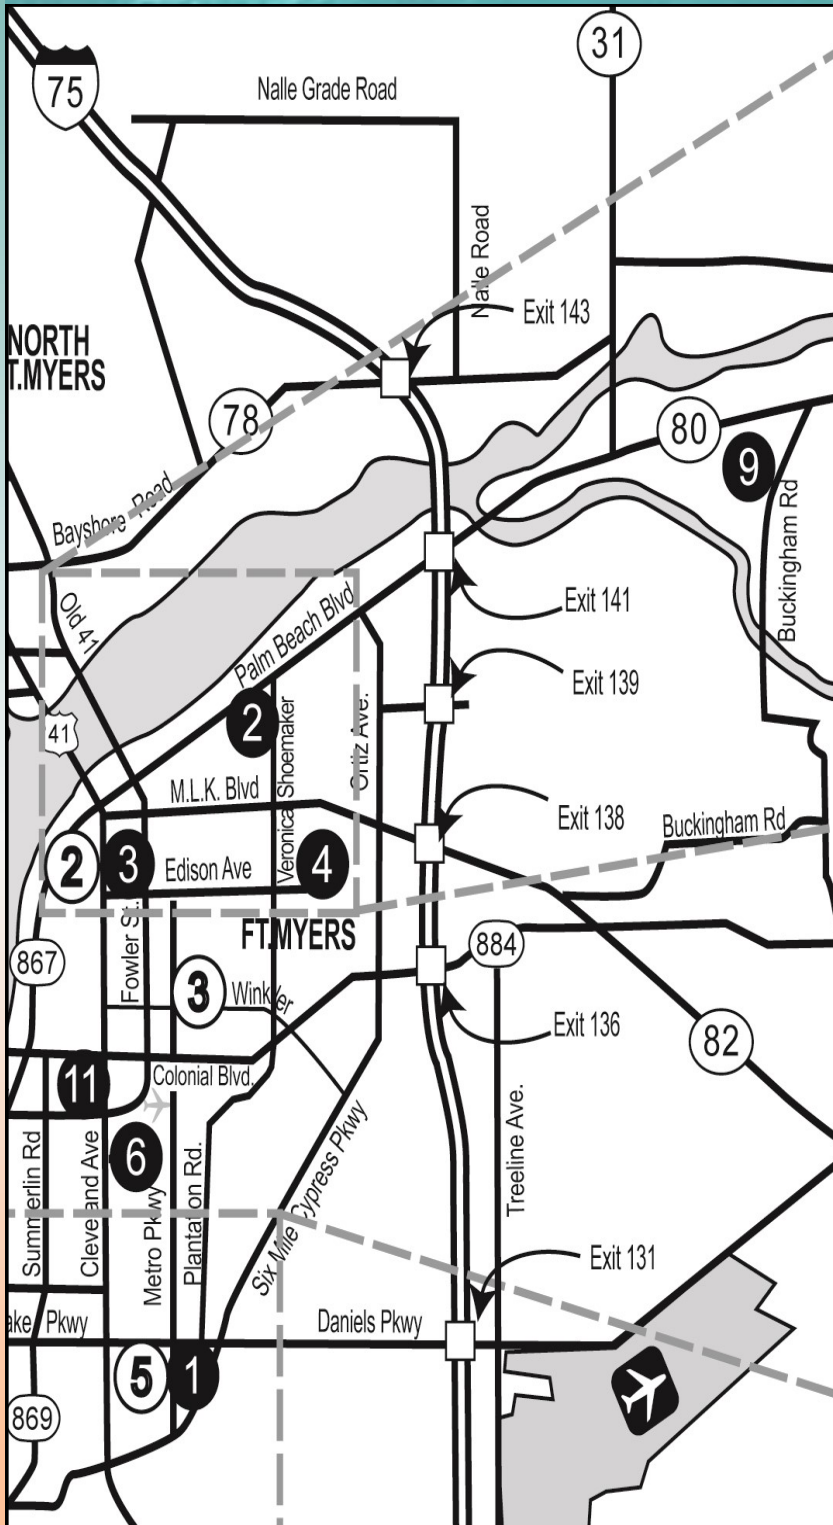 31
75
Nalle Grade Road
Nalle Road
Exit 143
NORTH
T.MYERS
78
80
9
Bayshore Road
Buckingham Rd
Old 41
Exit 141
Palm Beach Blvd
Exit 139
2
41
Ortiz Ave.
Veronica Shoemaker
M.L.K. Blvd
Exit 138
Buckingham Rd
2
3
Edison Ave
4
FT.MYERS
884
867
Fowler St.
3
Winkler
Exit 136
82
11
Colonial Blvd.
6
Summerlin Rd
Cleveland Ave
Metro Pkwy
Plantation Rd.
Six Mile Cypress Pkwy
Treeline Ave.
Exit 131
ake Pkwy
Daniels Pkwy
5
1
869